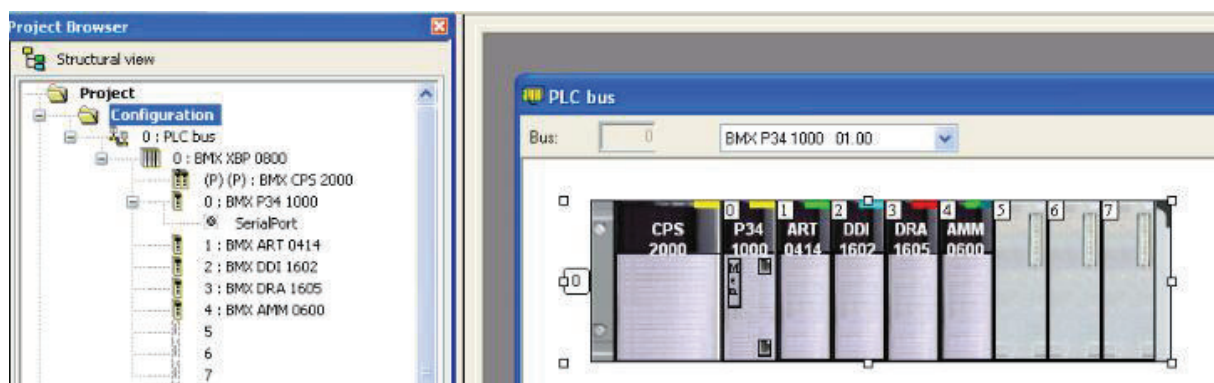 Project Browser
Structural view
Project
Configuration
0 : PLC bus
0 : BMX XBP 0800
(P) (P) : BMX CPS 2000
0 : BMX P34 1000
SerialPort
1 : BMX ART 0414
2 : BMX DDI 1602
3 : BMX DRA 1605
4 : BMX AMM 0600
5
6
7
PLC bus
Bus: 0 BMX P34 1000 01.00
0 1 2 3 4 5 6 7
CPS P34 ART DDI DRA AMM
2000 1000 0414 1602 1605 0600
0